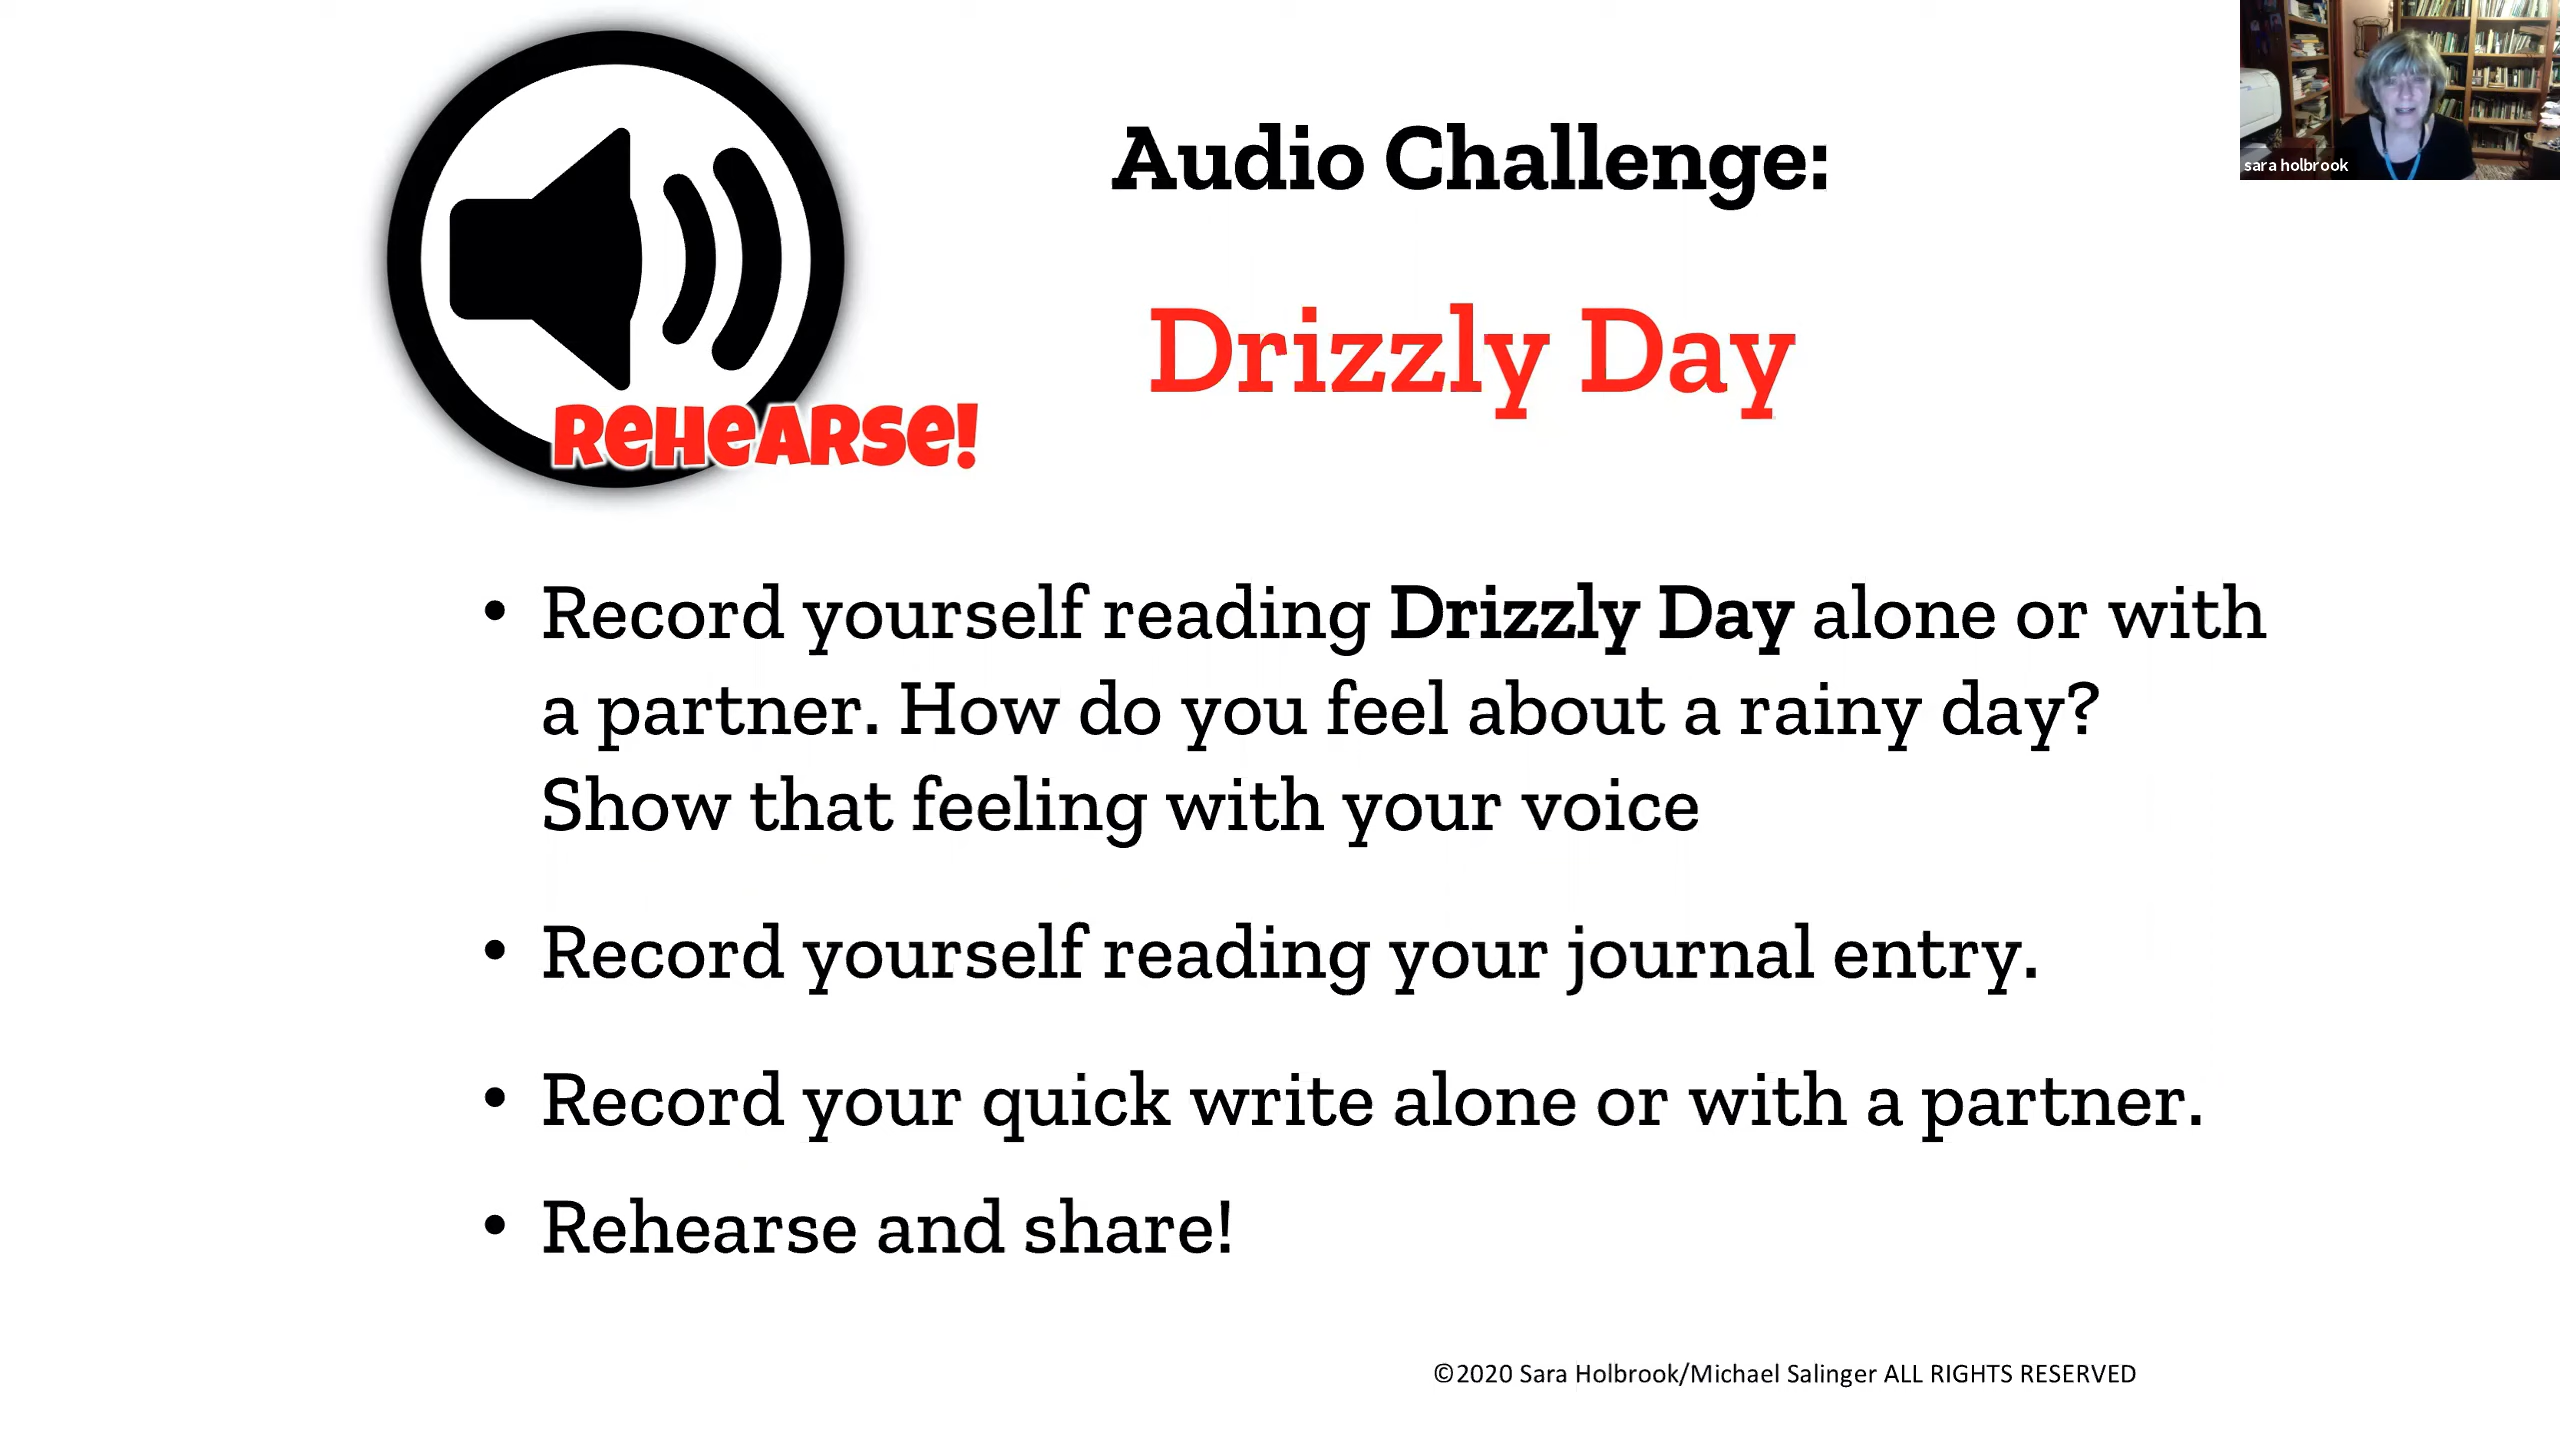 Audio Challenge:
sara holbrook
Drizzly Day
REHEARSE!
• Record yourself reading Drizzly Day alone or with
a partner. How do you feel about a rainy day?
Show that feeling with your voice
• Record yourself reading your journal entry.
• Record your quick write alone or with a partner.
• Rehearse and share!
©2020 Sara Holbrook/Michael Salinger ALL RIGHTS RESERVED